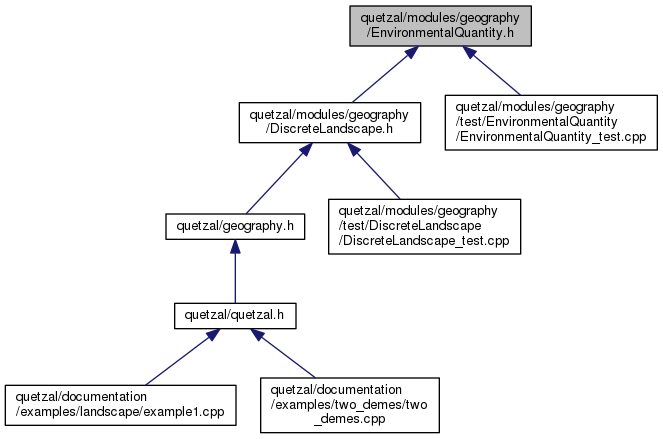 quetzal/modules/geography
/EnvironmentalQuantity.h
quetzal/modules/geography
/DiscreteLandscape.h
quetzal/modules/geography
/test/EnvironmentalQuantity
/EnvironmentalQuantity_test.cpp
quetzal/geography.h
quetzal/modules/geography
/test/DiscreteLandscape
/DiscreteLandscape_test.cpp
quetzal/quetzal.h
quetzal/documentation
/examples/landscape/example1.cpp
quetzal/documentation
/examples/two_demes/two
_demes.cpp